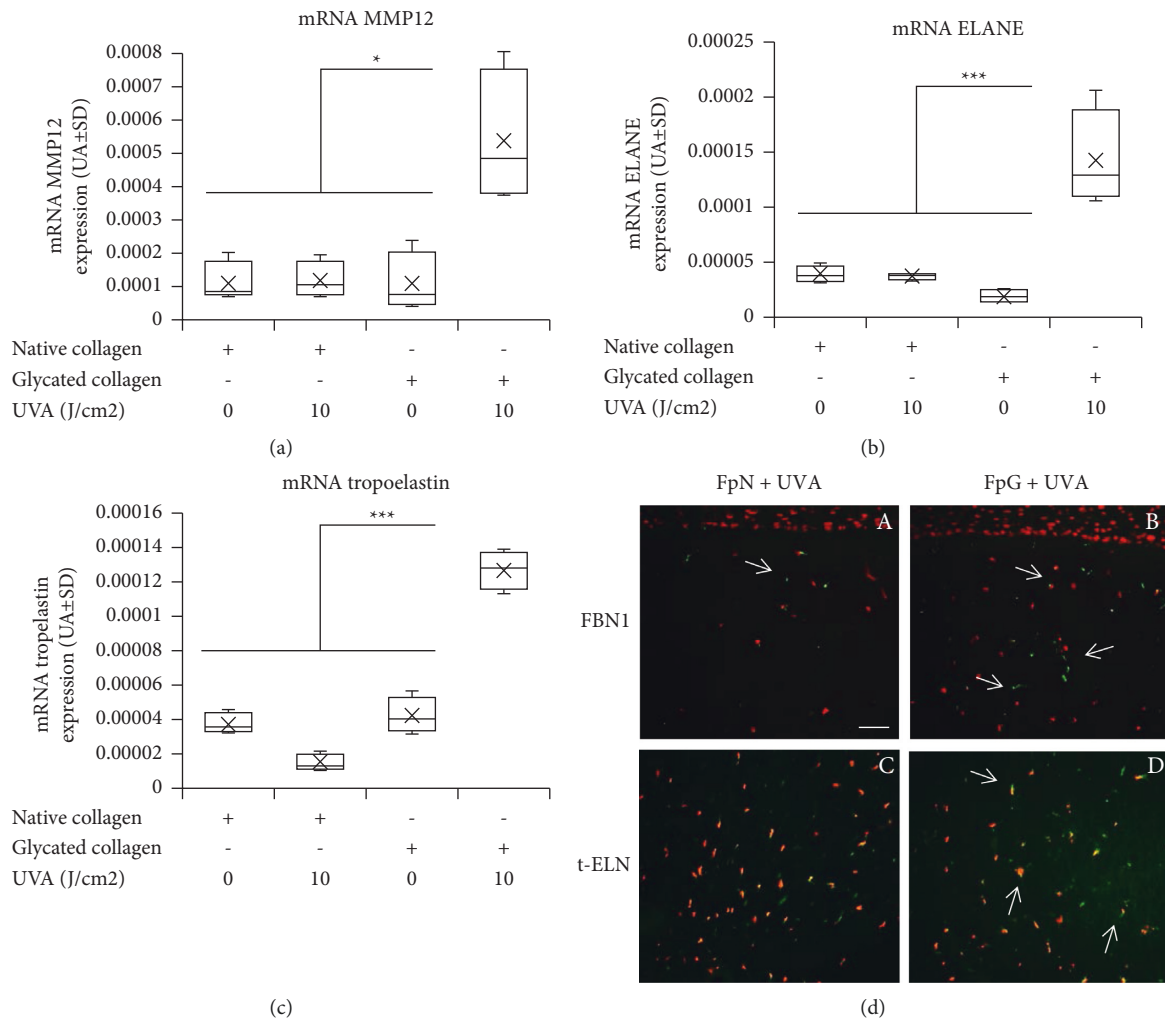 mRNA MMP12
mRNA MMP12
expression (UA±SD)
0.0008
0.0007
0.0006
0.0005
0.0004
0.0003
0.0002
0.0001
0
*
Native collagen + + - -
Glycated collagen - - + +
UVA (J/cm2) 0 10 0 10
(a)
mRNA ELANE
mRNA ELANE
expression (UA±SD)
0.00025
0.0002
0.00015
0.0001
0.00005
0
***
Native collagen + + - -
Glycated collagen - - + +
UVA (J/cm2) 0 10 0 10
(b)
mRNA tropoelastin
mRNA tropelastin
expression (UA±SD)
0.00016
0.00014
0.00012
0.0001
0.00008
0.00006
0.00004
0.00002
0
***
Native collagen + + - -
Glycated collagen - - + +
UVA (J/cm2) 0 10 0 10
(c)
FpN + UVA
FpG + UVA
FBN1
A
B
t-ELN
C
D
(d)